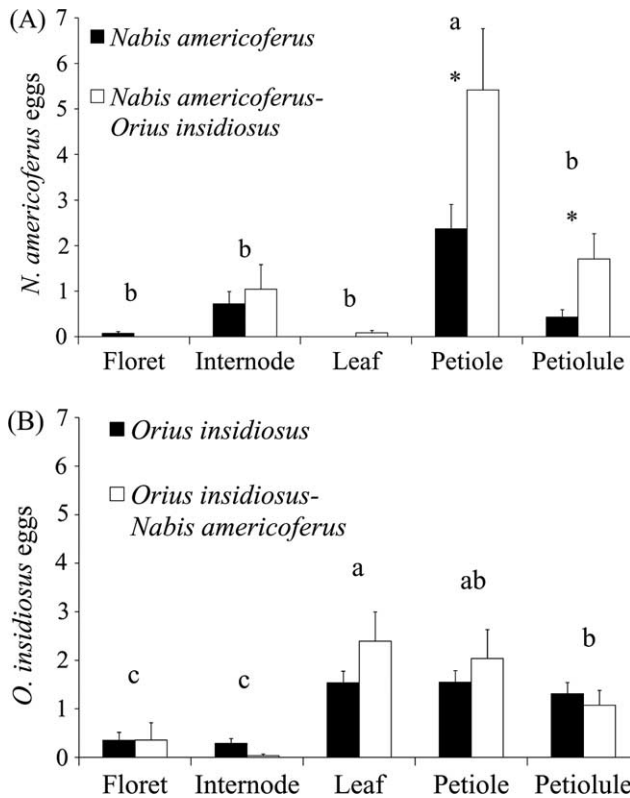 (A)
7
6
5
4
3
2
1
0
N. americoferus eggs
Nabis americoferus
Nabis americoferus-
Orius insidiosus
b
b
b
a
*
b
*
Floret Internode Leaf Petiole Petiolule
(B)
7
6
5
4
3
2
1
0
O. insidiosus eggs
Orius insidiosus
Orius insidiosus-
Nabis americoferus
c
c
a
ab
b
Floret Internode Leaf Petiole Petiolule